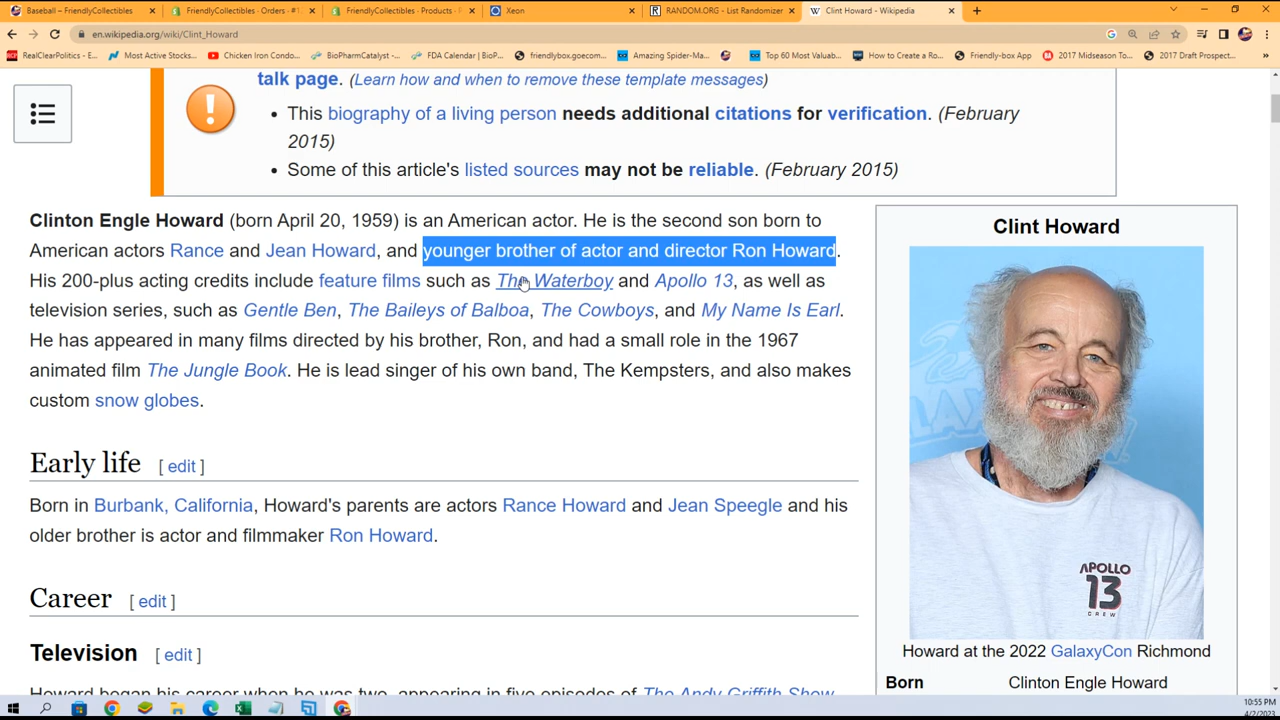 Baseball – FriendlyCollectibles
FriendlyCollectibles - Orders - #1
FriendlyCollectibles - Products -
Xeon
RANDOM.ORG - List Randomizer
Clint Howard - Wikipedia
en.wikipedia.org/wiki/Clint_Howard
RealClearPolitics - E...
Most Active Stocks...
Chicken Iron Condo...
BioPharmCatalyst -...
FDA Calendar | BioP...
friendlybox.goecom...
Amazing Spider-Ma...
Top 60 Most Valuab...
How to Create a Ro...
Friendly-box App
2017 Midseason To...
2017 Draft Prospect...
talk page. (Learn how and when to remove these template messages)
• This biography of a living person needs additional citations for verification. (February
2015)
• Some of this article's listed sources may not be reliable. (February 2015)
Clinton Engle Howard (born April 20, 1959) is an American actor. He is the second son born to
American actors Rance and Jean Howard, and younger brother of actor and director Ron Howard.
His 200-plus acting credits include feature films such as The Waterboy and Apollo 13, as well as
television series, such as Gentle Ben, The Baileys of Balboa, The Cowboys, and My Name Is Earl.
He has appeared in many films directed by his brother, Ron, and had a small role in the 1967
animated film The Jungle Book. He is lead singer of his own band, The Kempsters, and also makes
custom snow globes.
Early life [ edit ]
Born in Burbank, California, Howard's parents are actors Rance Howard and Jean Speegle and his
older brother is actor and filmmaker Ron Howard.
Career [ edit ]
Television [ edit ]
Howard began his career when he was two, appearing in five episodes of The Andy Griffith Show
Clint Howard
APOLLO
13
CREW
Howard at the 2022 GalaxyCon Richmond
Born Clinton Engle Howard
10:55 PM
4/2/2023